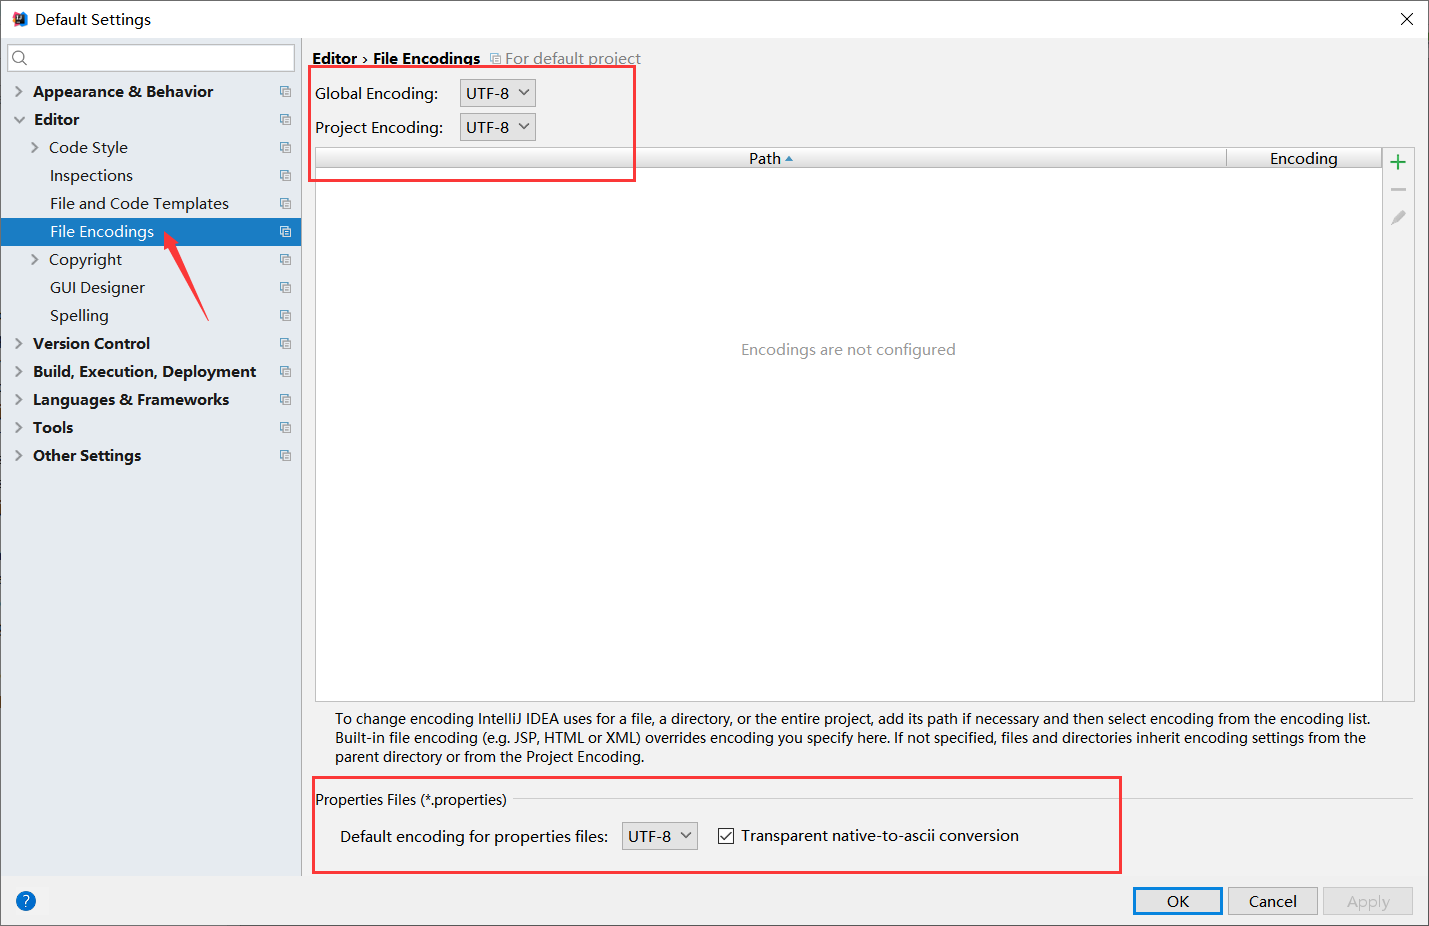 Default Settings
Editor › File Encodings For default project
Appearance & Behavior
Editor
Code Style
Inspections
File and Code Templates
File Encodings
Copyright
GUI Designer
Spelling
Version Control
Build, Execution, Deployment
Languages & Frameworks
Tools
Other Settings
Global Encoding: UTF-8
Project Encoding: UTF-8
Path Encoding
Encodings are not configured
To change encoding IntelliJ IDEA uses for a file, a directory, or the entire project, add its path if necessary and then select encoding from the encoding list.
Built-in file encoding (e.g. JSP, HTML or XML) overrides encoding you specify here. If not specified, files and directories inherit encoding settings from the
parent directory or from the Project Encoding.
Properties Files (*.properties)
Default encoding for properties files: UTF-8 Transparent native-to-ascii conversion
? OK Cancel Apply